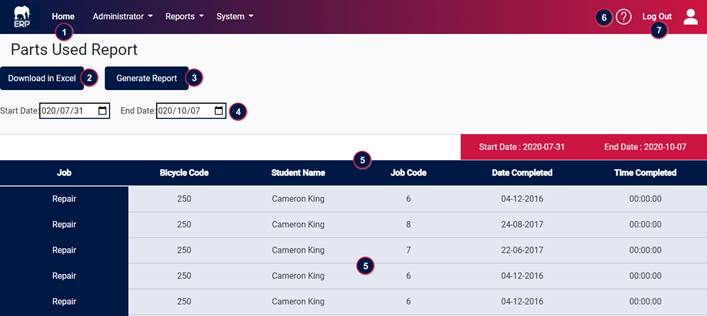 ERP Home Administrator Reports System 6 ? Log Out
1 7
Parts Used Report
Download in Excel 2 Generate Report 3
Start Date: 020/07/31 End Date: 020/10/07 4
Start Date : 2020-07-31 End Date : 2020-10-07
5
Job Bicycle Code Student Name Job Code Date Completed Time Completed
Repair 250 Cameron King 6 04-12-2016 00:00:00
Repair 250 Cameron King 8 24-08-2017 00:00:00
Repair 250 Cameron King 7 22-06-2017 00:00:00
5
Repair 250 Cameron King 6 04-12-2016 00:00:00
Repair 250 Cameron King 6 04-12-2016 00:00:00